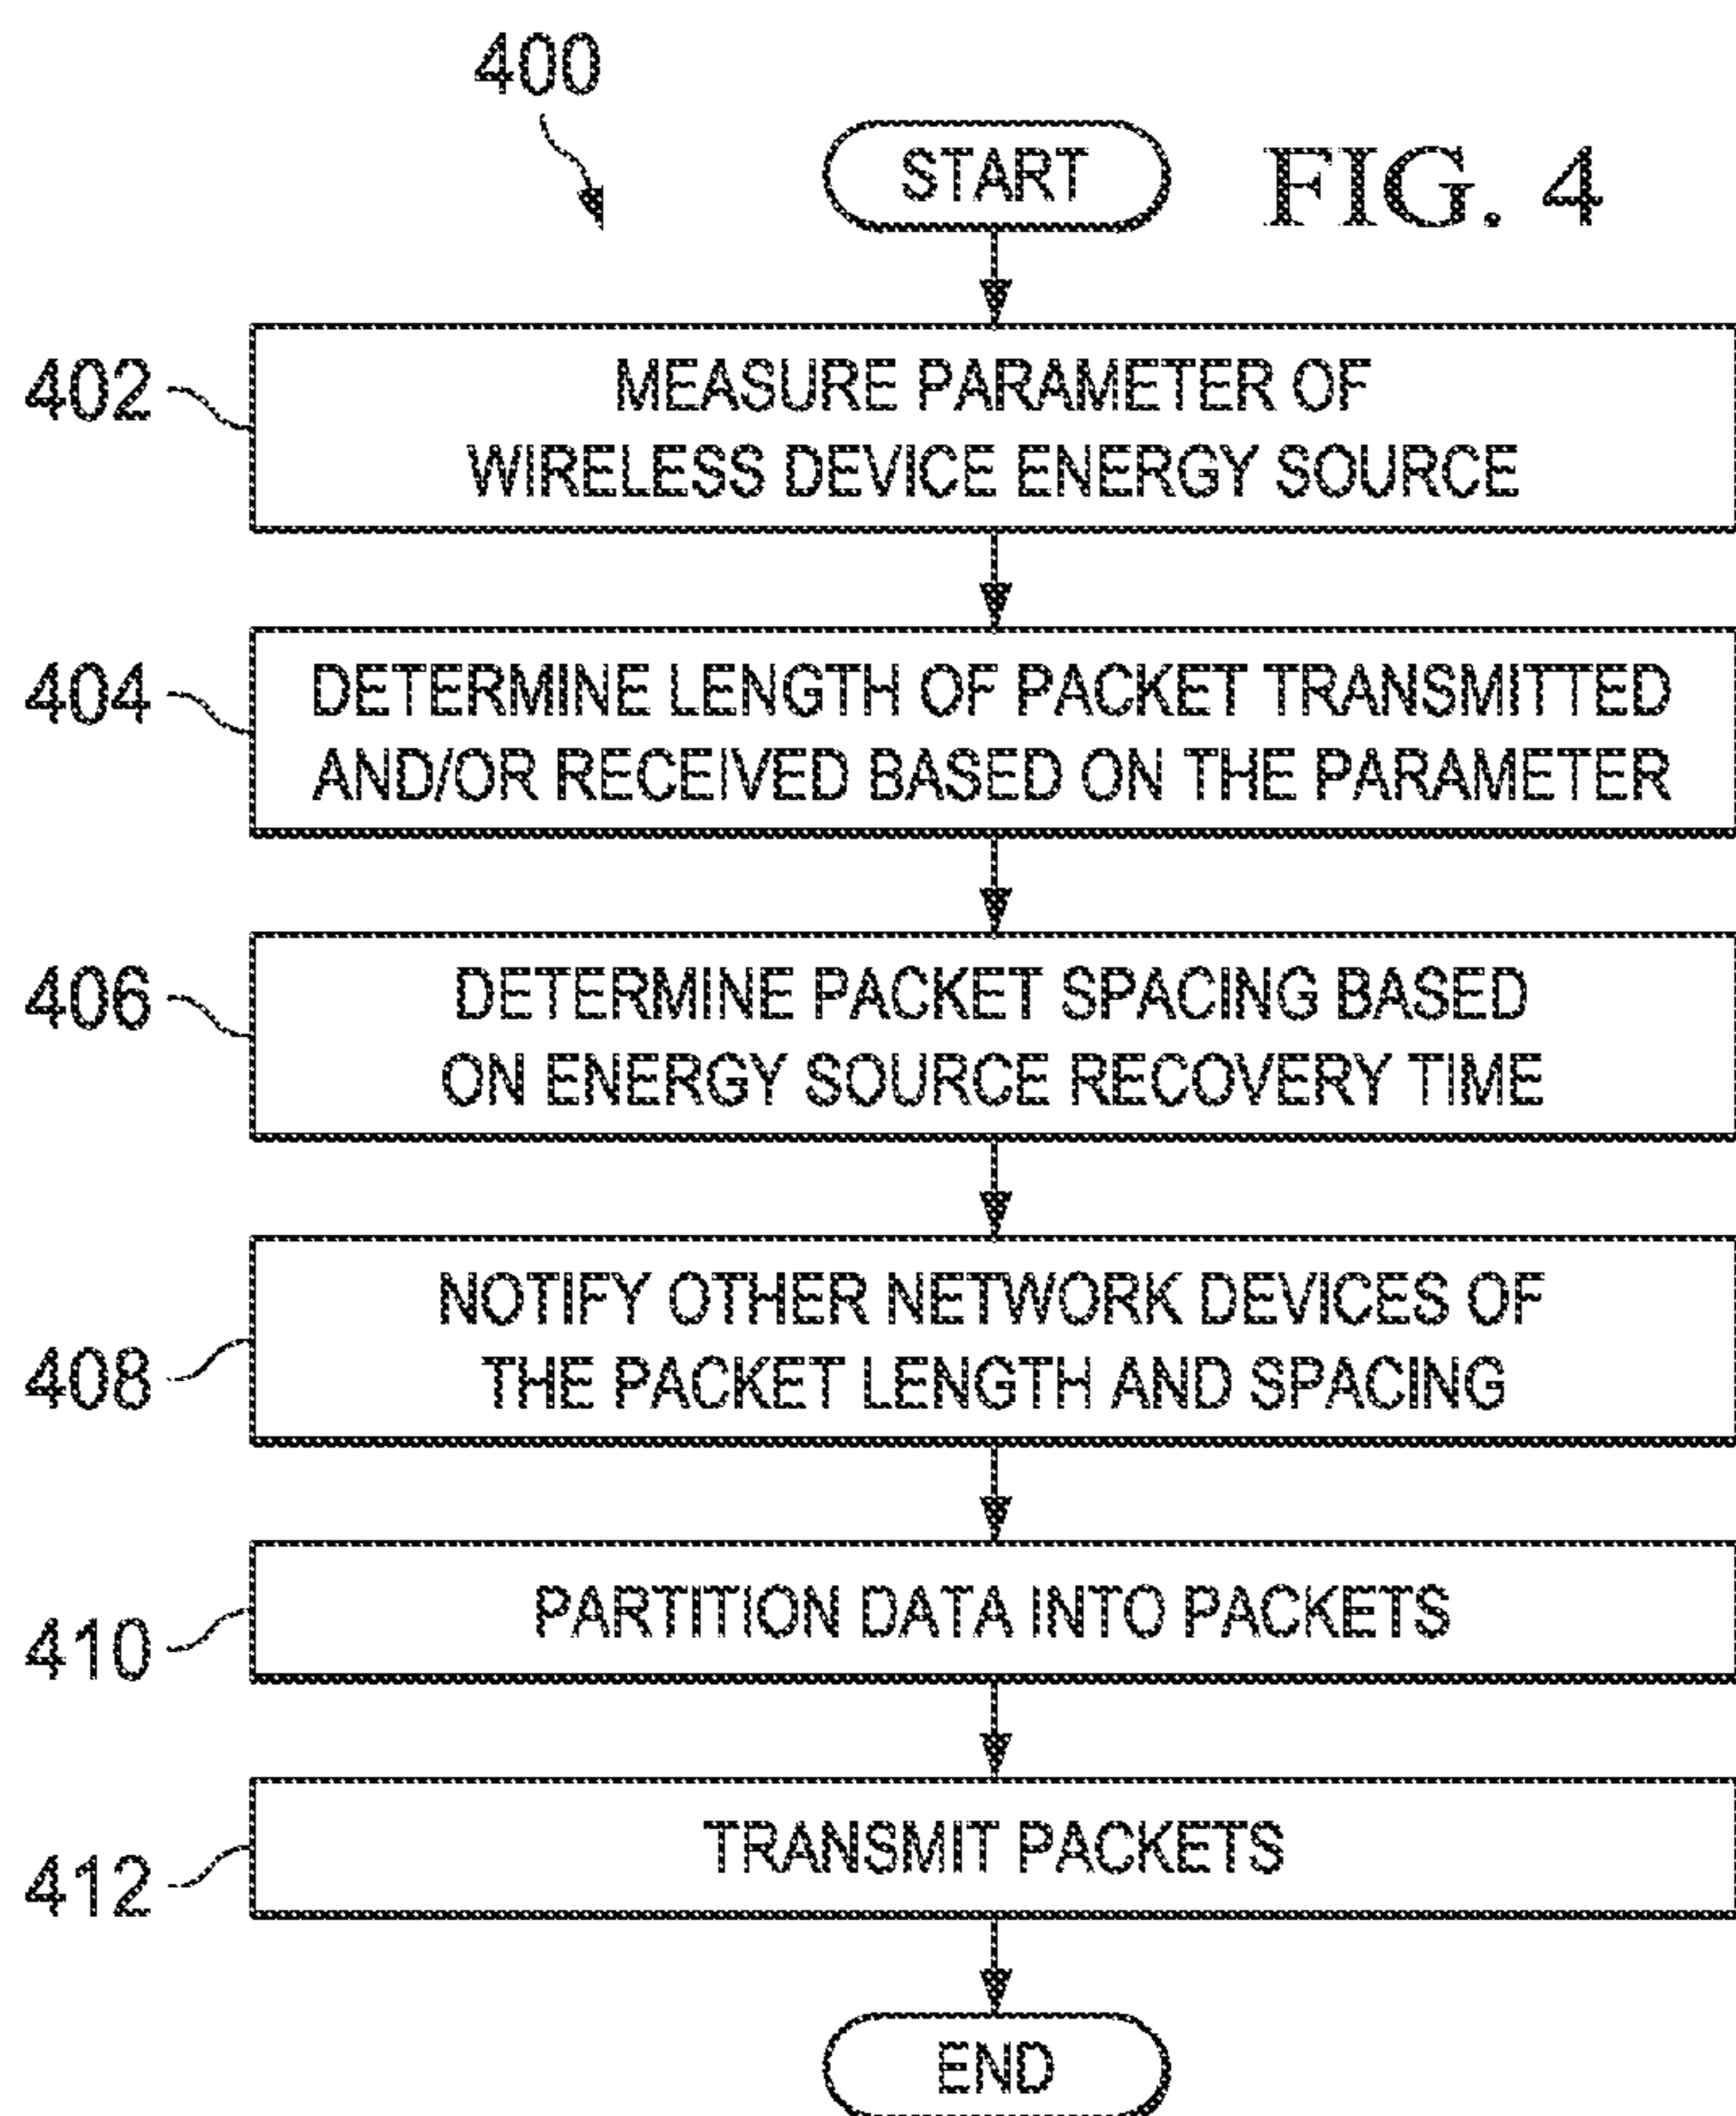 400
START
FIG. 4
402
MEASURE PARAMETER OF
WIRELESS DEVICE ENERGY SOURCE
404
DETERMINE LENGTH OF PACKET TRANSMITTED
AND/OR RECEIVED BASED ON THE PARAMETER
406
DETERMINE PACKET SPACING BASED
ON ENERGY SOURCE RECOVERY TIME
408
NOTIFY OTHER NETWORK DEVICES OF
THE PACKET LENGTH AND SPACING
410
PARTITION DATA INTO PACKETS
412
TRANSMIT PACKETS
END